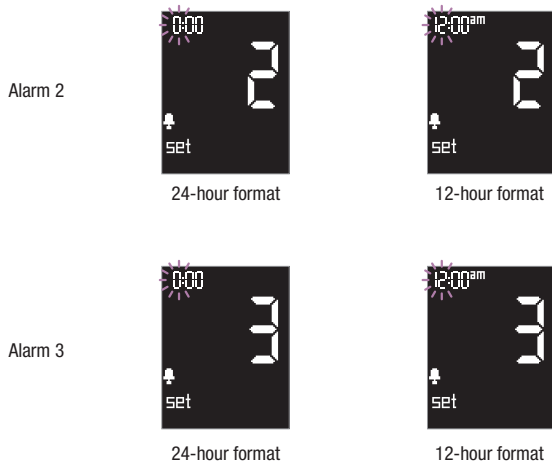 Alarm 2
0:00
2
set
24-hour format
12:00am
2
set
12-hour format
Alarm 3
0:00
3
set
24-hour format
12:00am
3
set
12-hour format